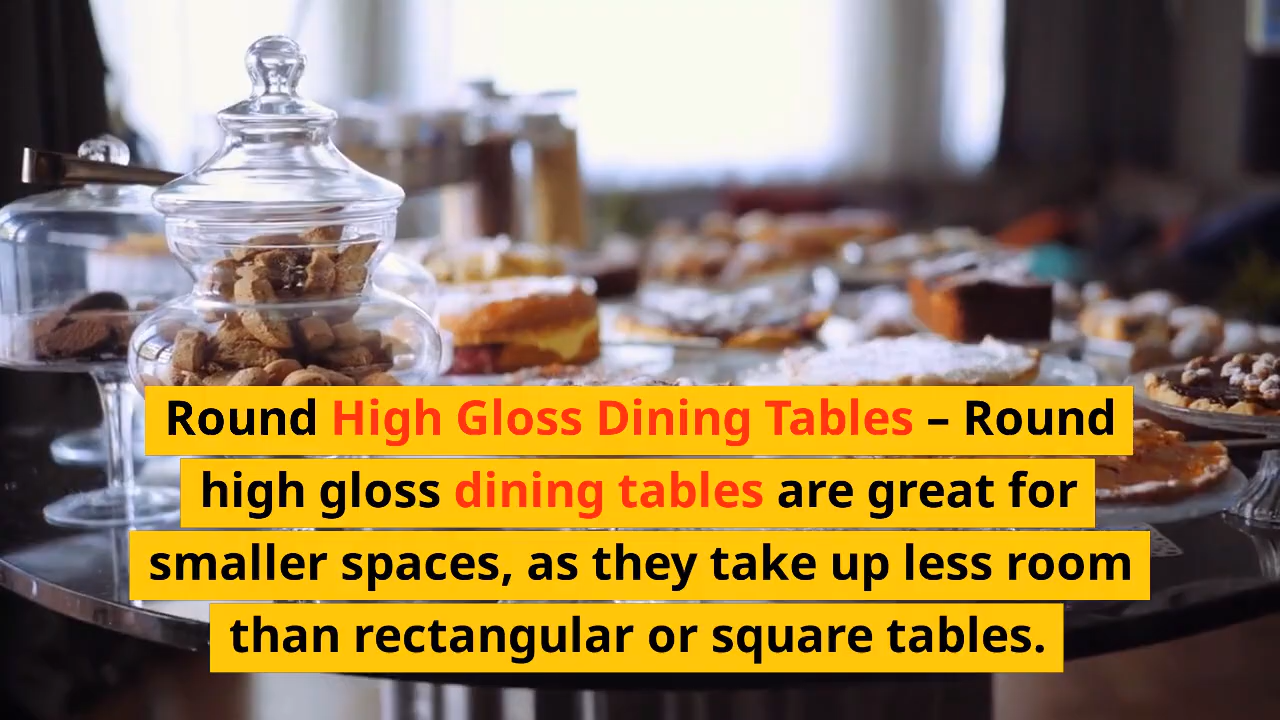 Round High Gloss Dining Tables – Round
high gloss dining tables are great for
smaller spaces, as they take up less room
than rectangular or square tables.